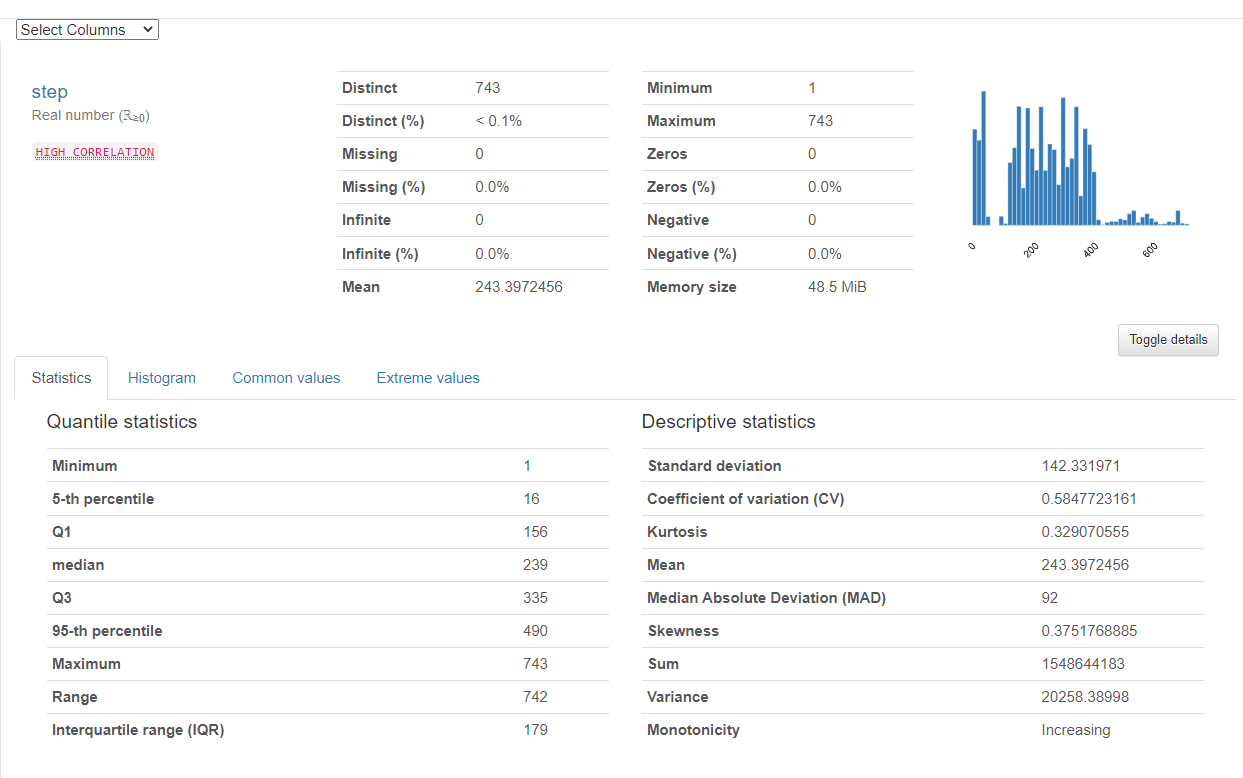 Select Columns
step
Real number (ℝ≥0)
HIGH CORRELATION
Distinct 743
Distinct (%) < 0.1%
Missing 0
Missing (%) 0.0%
Infinite 0
Infinite (%) 0.0%
Mean 243.3972456
Minimum 1
Maximum 743
Zeros 0
Zeros (%) 0.0%
Negative 0
Negative (%) 0.0%
Memory size 48.5 MiB
0 200 400 600
Toggle details
Statistics Histogram Common values Extreme values
Quantile statistics
Minimum 1
5-th percentile 16
Q1 156
median 239
Q3 335
95-th percentile 490
Maximum 743
Range 742
Interquartile range (IQR) 179
Descriptive statistics
Standard deviation 142.331971
Coefficient of variation (CV) 0.5847723161
Kurtosis 0.329070555
Mean 243.3972456
Median Absolute Deviation (MAD) 92
Skewness 0.3751768885
Sum 1548644183
Variance 20258.38998
Monotonicity Increasing